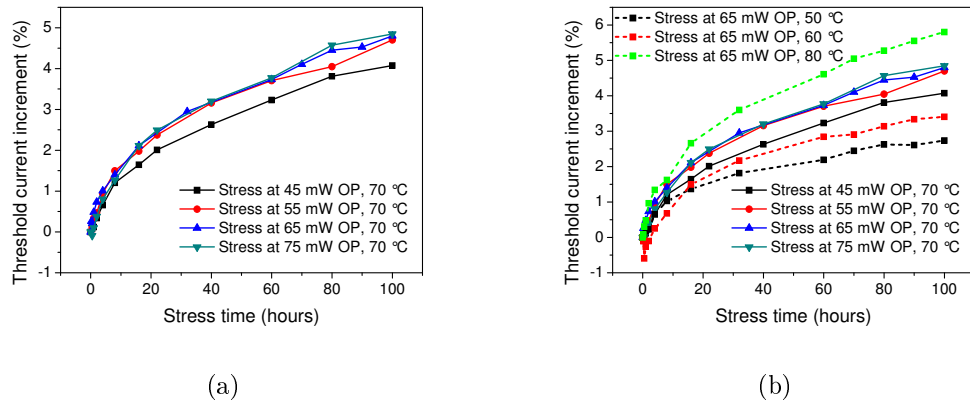 Threshold current increment (%)
5
4
3
2
1
0
-1
Stress at 45 mW OP, 70 °C
Stress at 55 mW OP, 70 °C
Stress at 65 mW OP, 70 °C
Stress at 75 mW OP, 70 °C
0 20 40 60 80 100
Stress time (hours)
(a)
Threshold current increment (%)
6
5
4
3
2
1
0
-1
Stress at 65 mW OP, 50 °C
Stress at 65 mW OP, 60 °C
Stress at 65 mW OP, 80 °C
Stress at 45 mW OP, 70 °C
Stress at 55 mW OP, 70 °C
Stress at 65 mW OP, 70 °C
Stress at 75 mW OP, 70 °C
0 20 40 60 80 100
Stress time (hours)
(b)